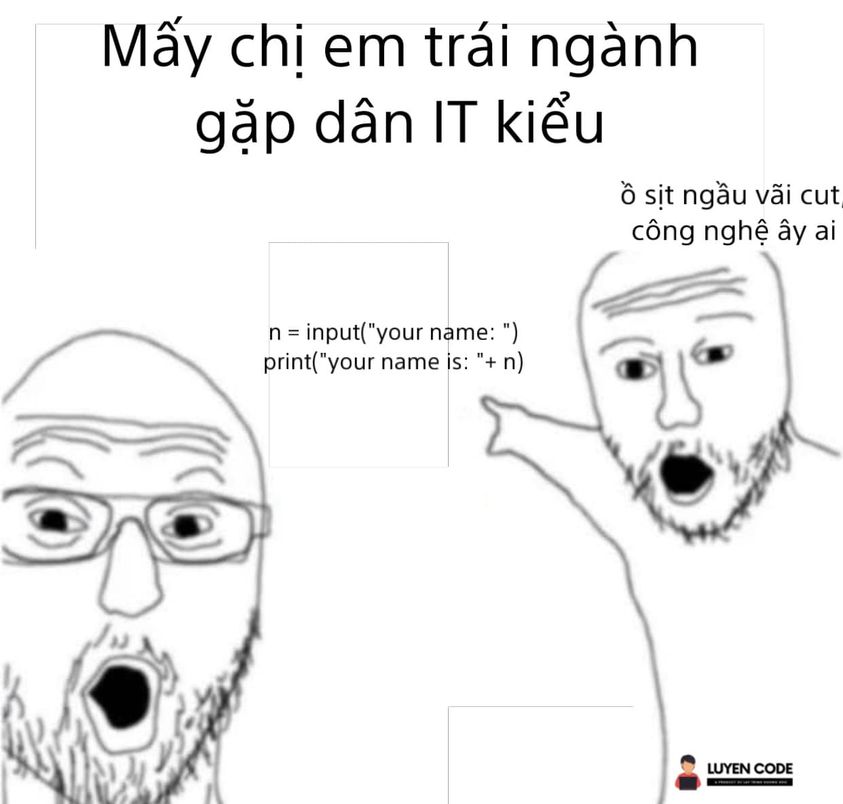 Mấy chị em trái ngành
gặp dân IT kiểu
ồ sịt ngầu vãi cut,
công nghệ ây ai
n = input("your name: ")
print("your name is: "+ n)
LUYEN CODE